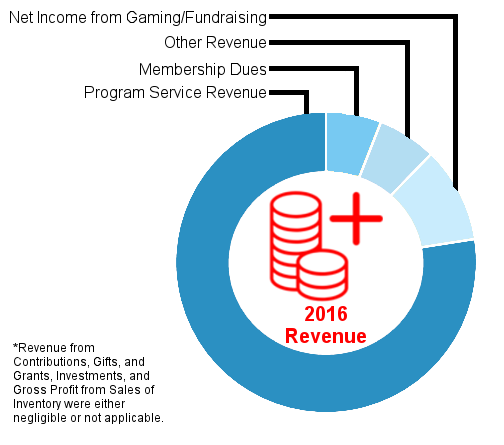 Net Income from Gaming/Fundraising
Other Revenue
Membership Dues
Program Service Revenue
2016
Revenue
*Revenue from
Contributions, Gifts, and
Grants, Investments, and
Gross Profit from Sales of
Inventory were either
negligible or not applicable.